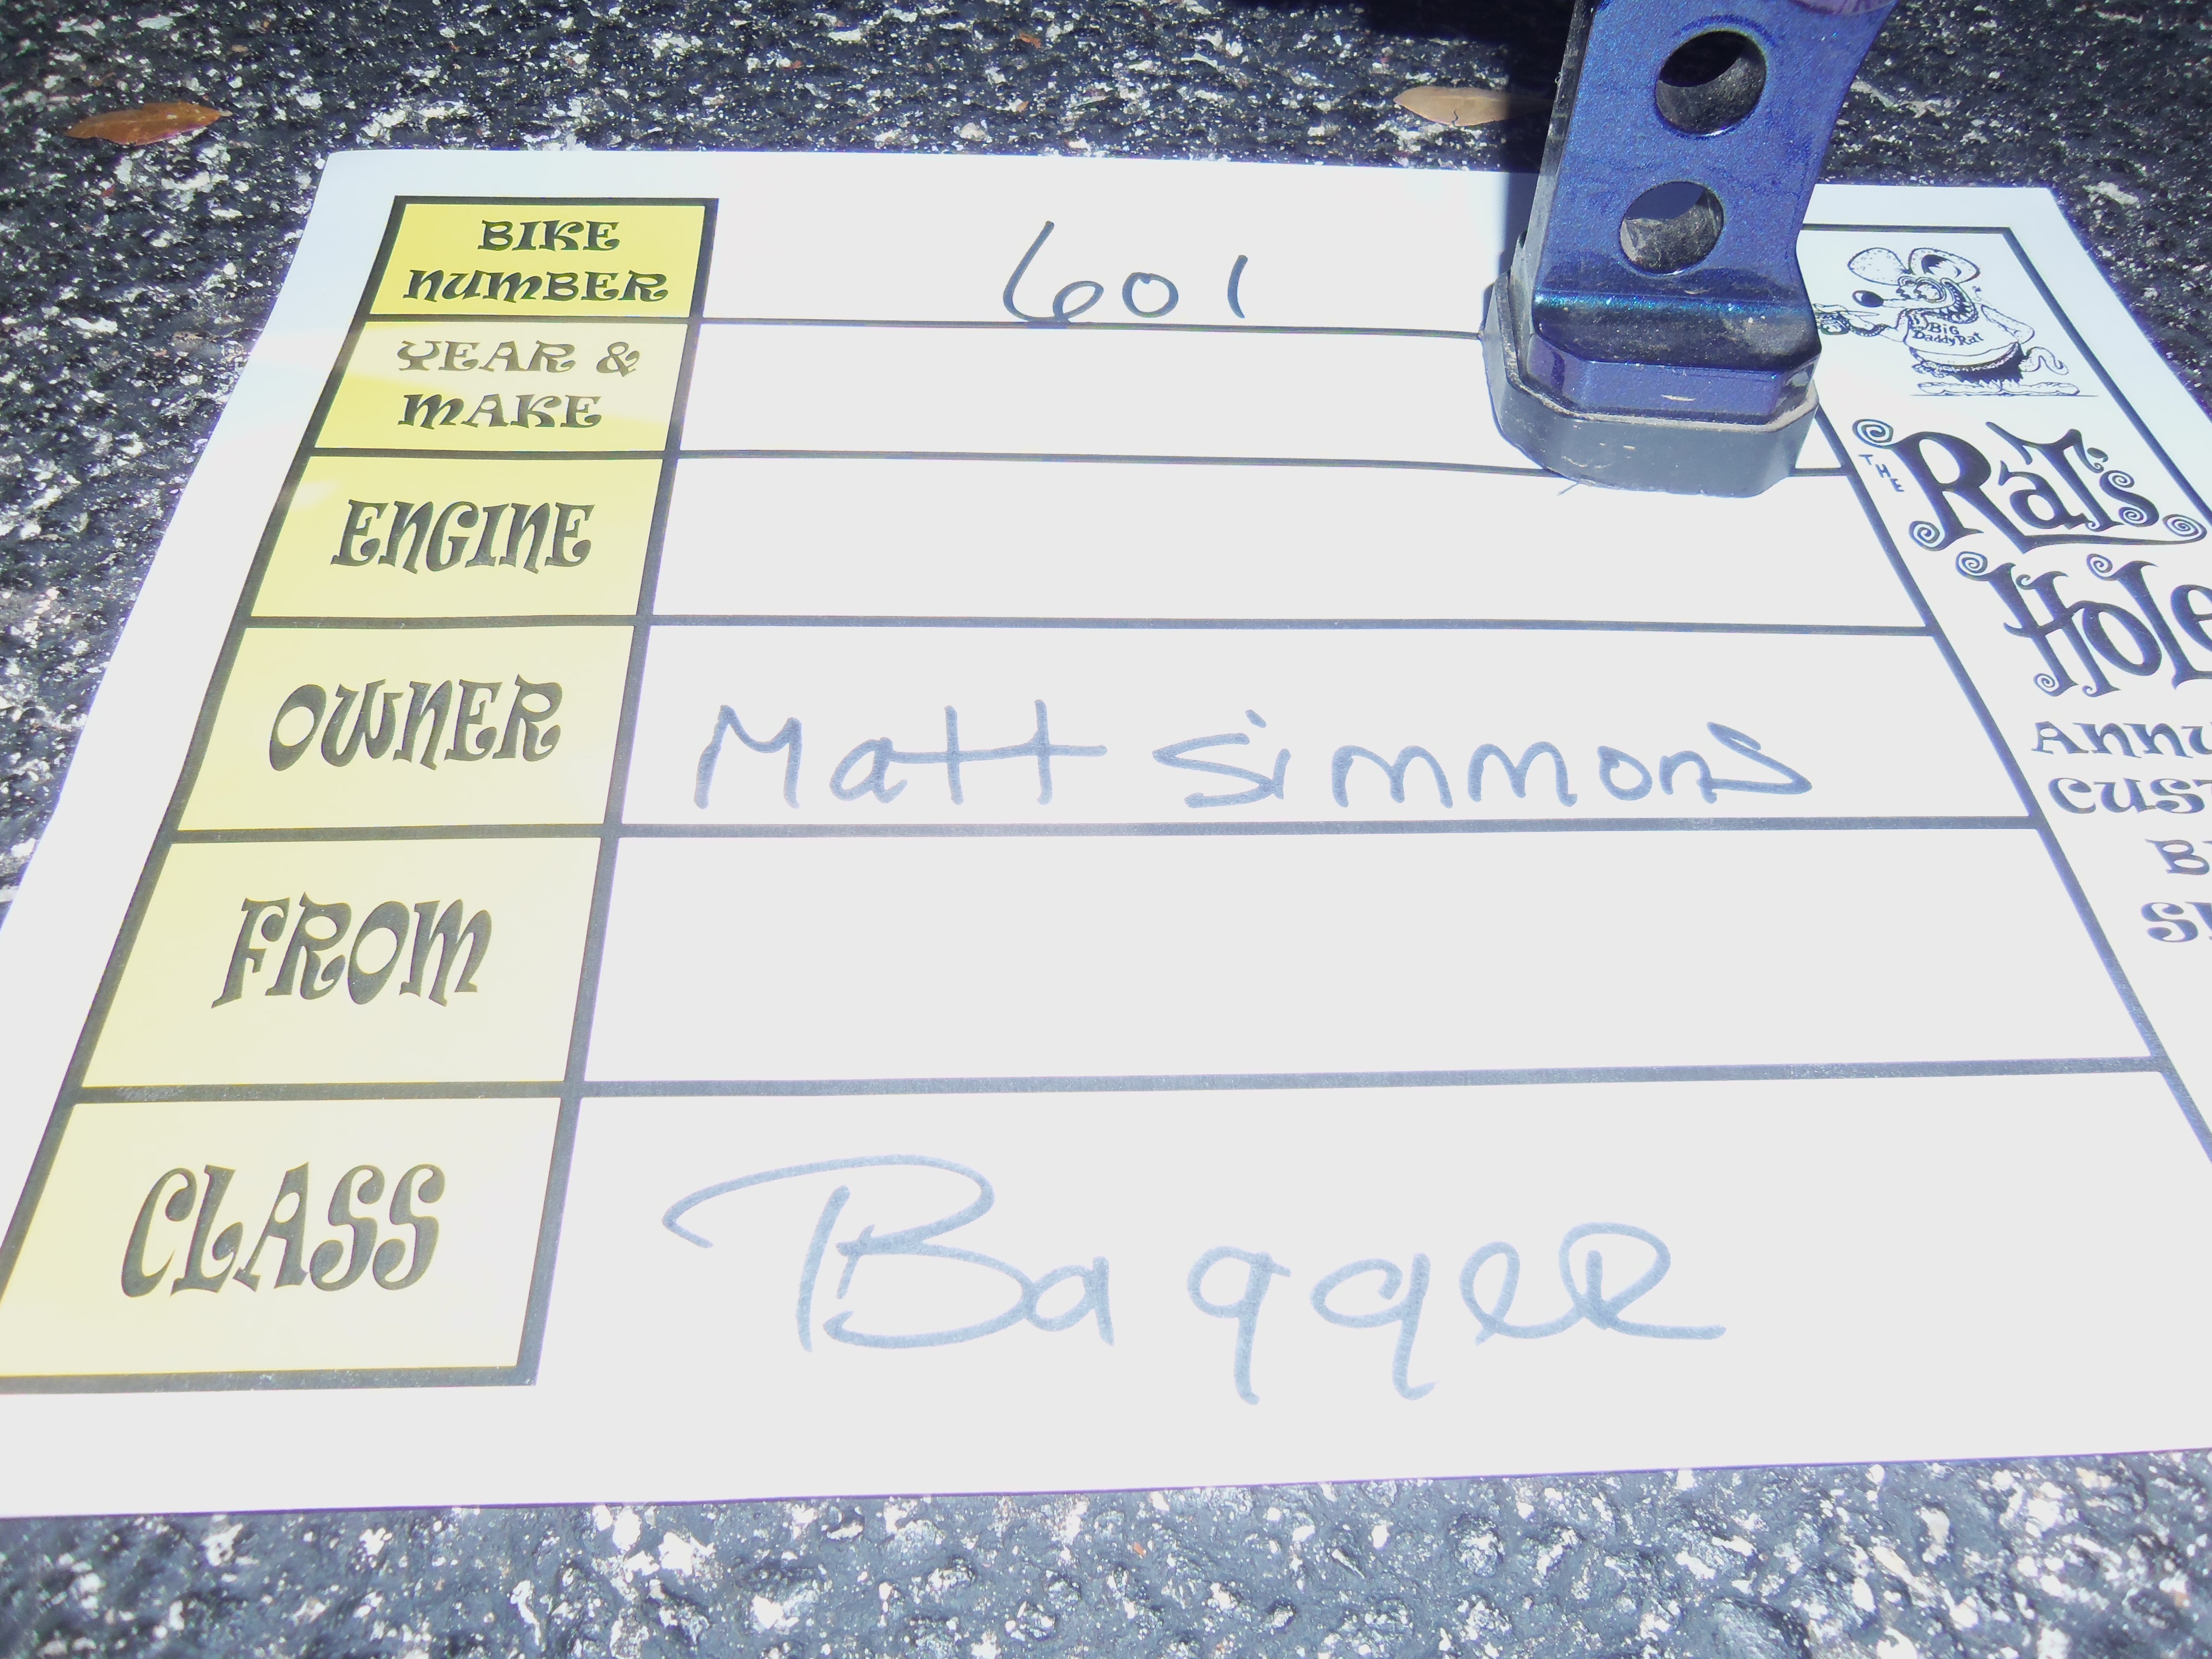 BIKE
NUMBER
601
YEAR &
MAKE
ENGINE
OWNER
Matt Simmons
FROM
CLASS
Bagger
Big
Daddy Rat
THE
RAT'S
HOLE